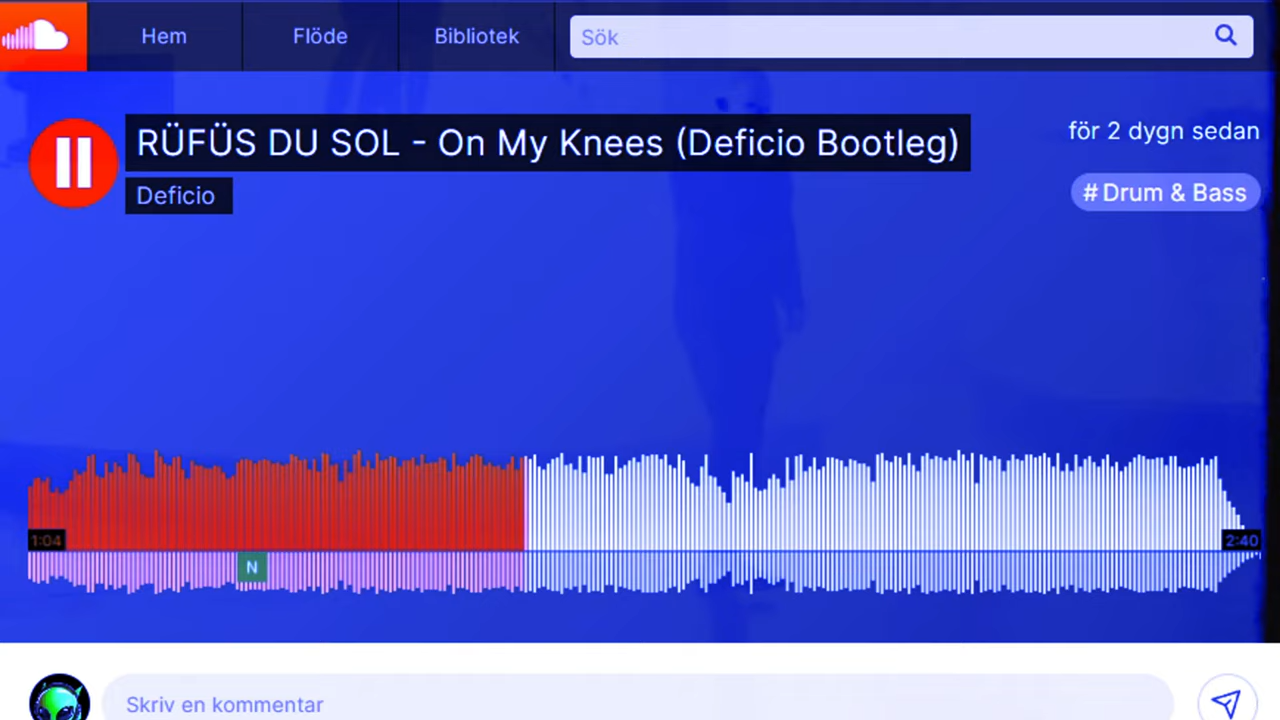 Hem Flöde Bibliotek Sök
RÜFÜS DU SOL - On My Knees (Deficio Bootleg)
för 2 dygn sedan
Deficio
# Drum & Bass
1:04
2:40
N
Skriv en kommentar